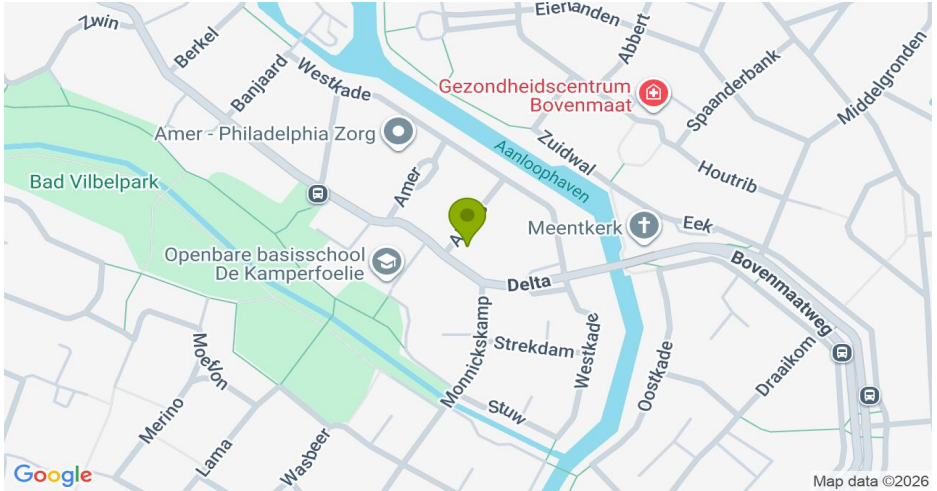 Zwin
Berkel
Banjaard
Westkade
Eierlanden
Abbert
Gezondheidscentrum
Bovenmaat
Spaanderbank
Middelgronden
Amer - Philadelphia Zorg
Zuidwal
Aanloophaven
Houtrib
Bad Vilbelpark
Amer
Meentkerk
Eek
Openbare basisschool
De Kamperfoelie
Delta
Bovenmaatweg
Monnickskamp
Strekdam
Westkade
Oostkade
Draaikom
Moeflon
Merino
Lama
Wasbeer
Stuw
Google
Map data ©2026